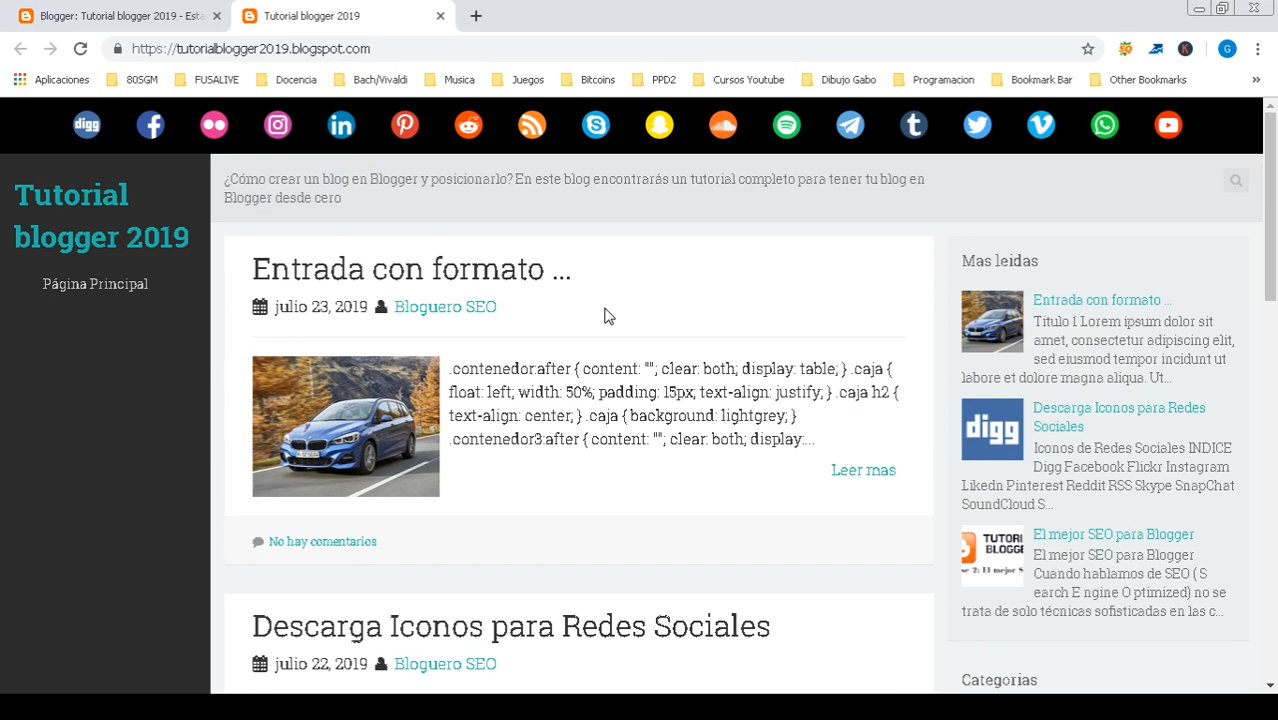 Blogger: Tutorial blogger 2019 - Esta
Tutorial blogger 2019
https://tutorialblogger2019.blogspot.com
G
Aplicaciones
80SGM
FUSALIVE
Docencia
Bach/Vivaldi
Musica
Juegos
Bitcoins
PPD2
Cursos Youtube
Dibujo Gabo
Programacion
Bookmark Bar
Other Bookmarks
digg
Tutorial
blogger 2019
Página Principal
¿Cómo crear un blog en Blogger y posicionarlo? En este blog encontrarás un tutorial completo para tener tu blog en
Blogger desde cero
Entrada con formato ...
julio 23, 2019 Bloguero SEO
.contenedor:after { content: ""; clear: both; display: table; } .caja {
float: left; width: 50%; padding: 15px; text-align: justify; } .caja h2 {
text-align: center; } .caja { background: lightgrey; }
.contenedor3:after { content: ""; clear: both; display:...
Leer mas
No hay comentarios
Descarga Iconos para Redes Sociales
julio 22, 2019 Bloguero SEO
Mas leidas
Entrada con formato ...
Titulo 1 Lorem ipsum dolor sit
amet, consectetur adipiscing elit,
sed eiusmod tempor incidunt ut
labore et dolore magna aliqua. Ut...
digg
Descarga Iconos para Redes
Sociales
Iconos de Redes Sociales INDICE
Digg Facebook Flickr Instagram
Likedn Pinterest Reddit RSS Skype SnapChat
SoundCloud S...
El mejor SEO para Blogger
El mejor SEO para Blogger
Cuando hablamos de SEO ( S
earch E ngine O ptimized) no se
trata de solo técnicas sofisticadas en las c...
Categorias